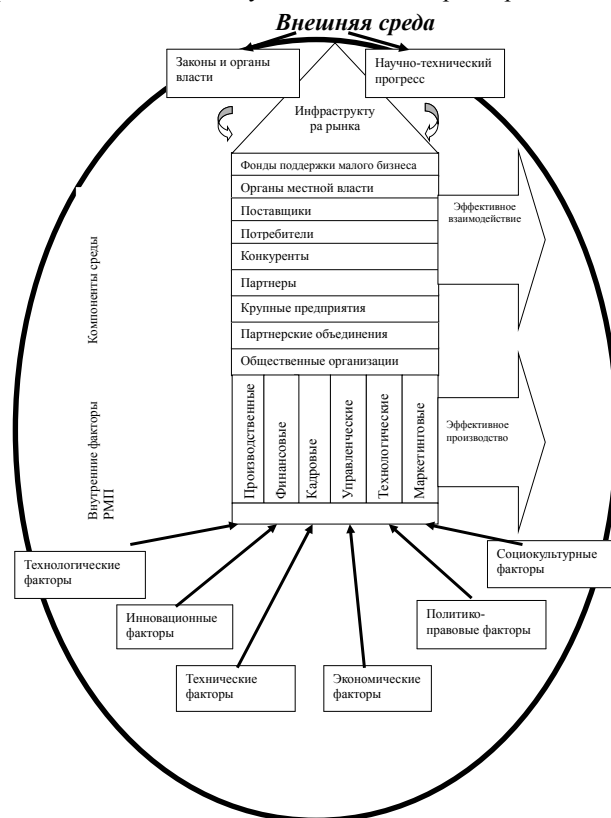 Внешняя среда
Законы и органы
власти
Научно-технический
прогресс
Инфраструкту
ра рынка
Фонды поддержки малого бизнеса
Органы местной власти
Поставщики
Потребители
Конкуренты
Партнеры
Крупные предприятия
Партнерские объединения
Общественные организации
Эффективное
взаимодействие
Компоненты среды
Внутренние факторы
РМП
Производственные
Финансовые
Кадровые
Управленческие
Технологические
Маркетинговые
Эффективное
производство
Технологические
факторы
Социокультурные
факторы
Инновационные
факторы
Политико-
правовые факторы
Технические
факторы
Экономические
факторы